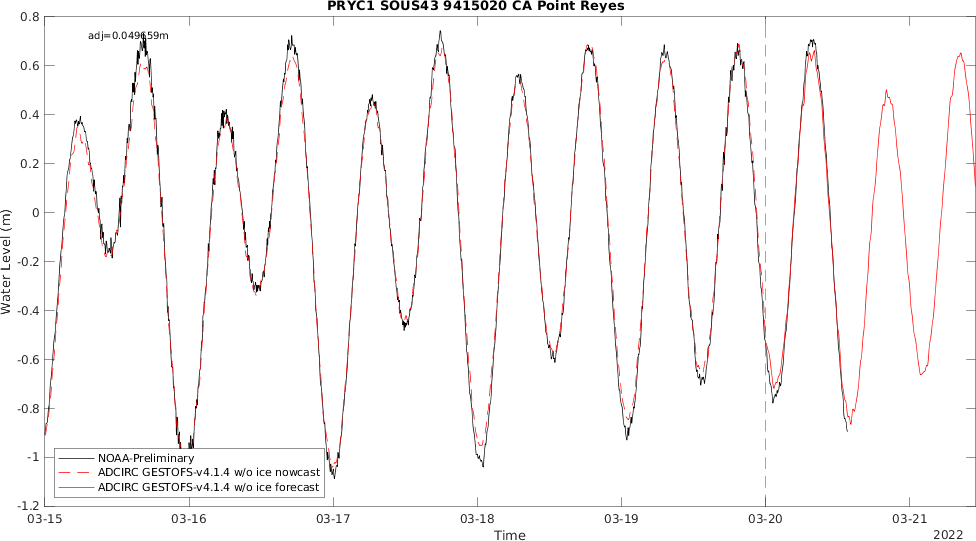 PRYC1 SOUS43 9415020 CA Point Reyes
adj=0.049659m
0.8
0.6
0.4
0.2
0
-0.2
-0.4
-0.6
-0.8
-1
-1.2
Water Level (m)
NOAA-Preliminary
ADCIRC GESTOFS-v4.1.4 w/o ice nowcast
ADCIRC GESTOFS-v4.1.4 w/o ice forecast
03-15 03-16 03-17 03-18 03-19 03-20 03-21
Time
2022